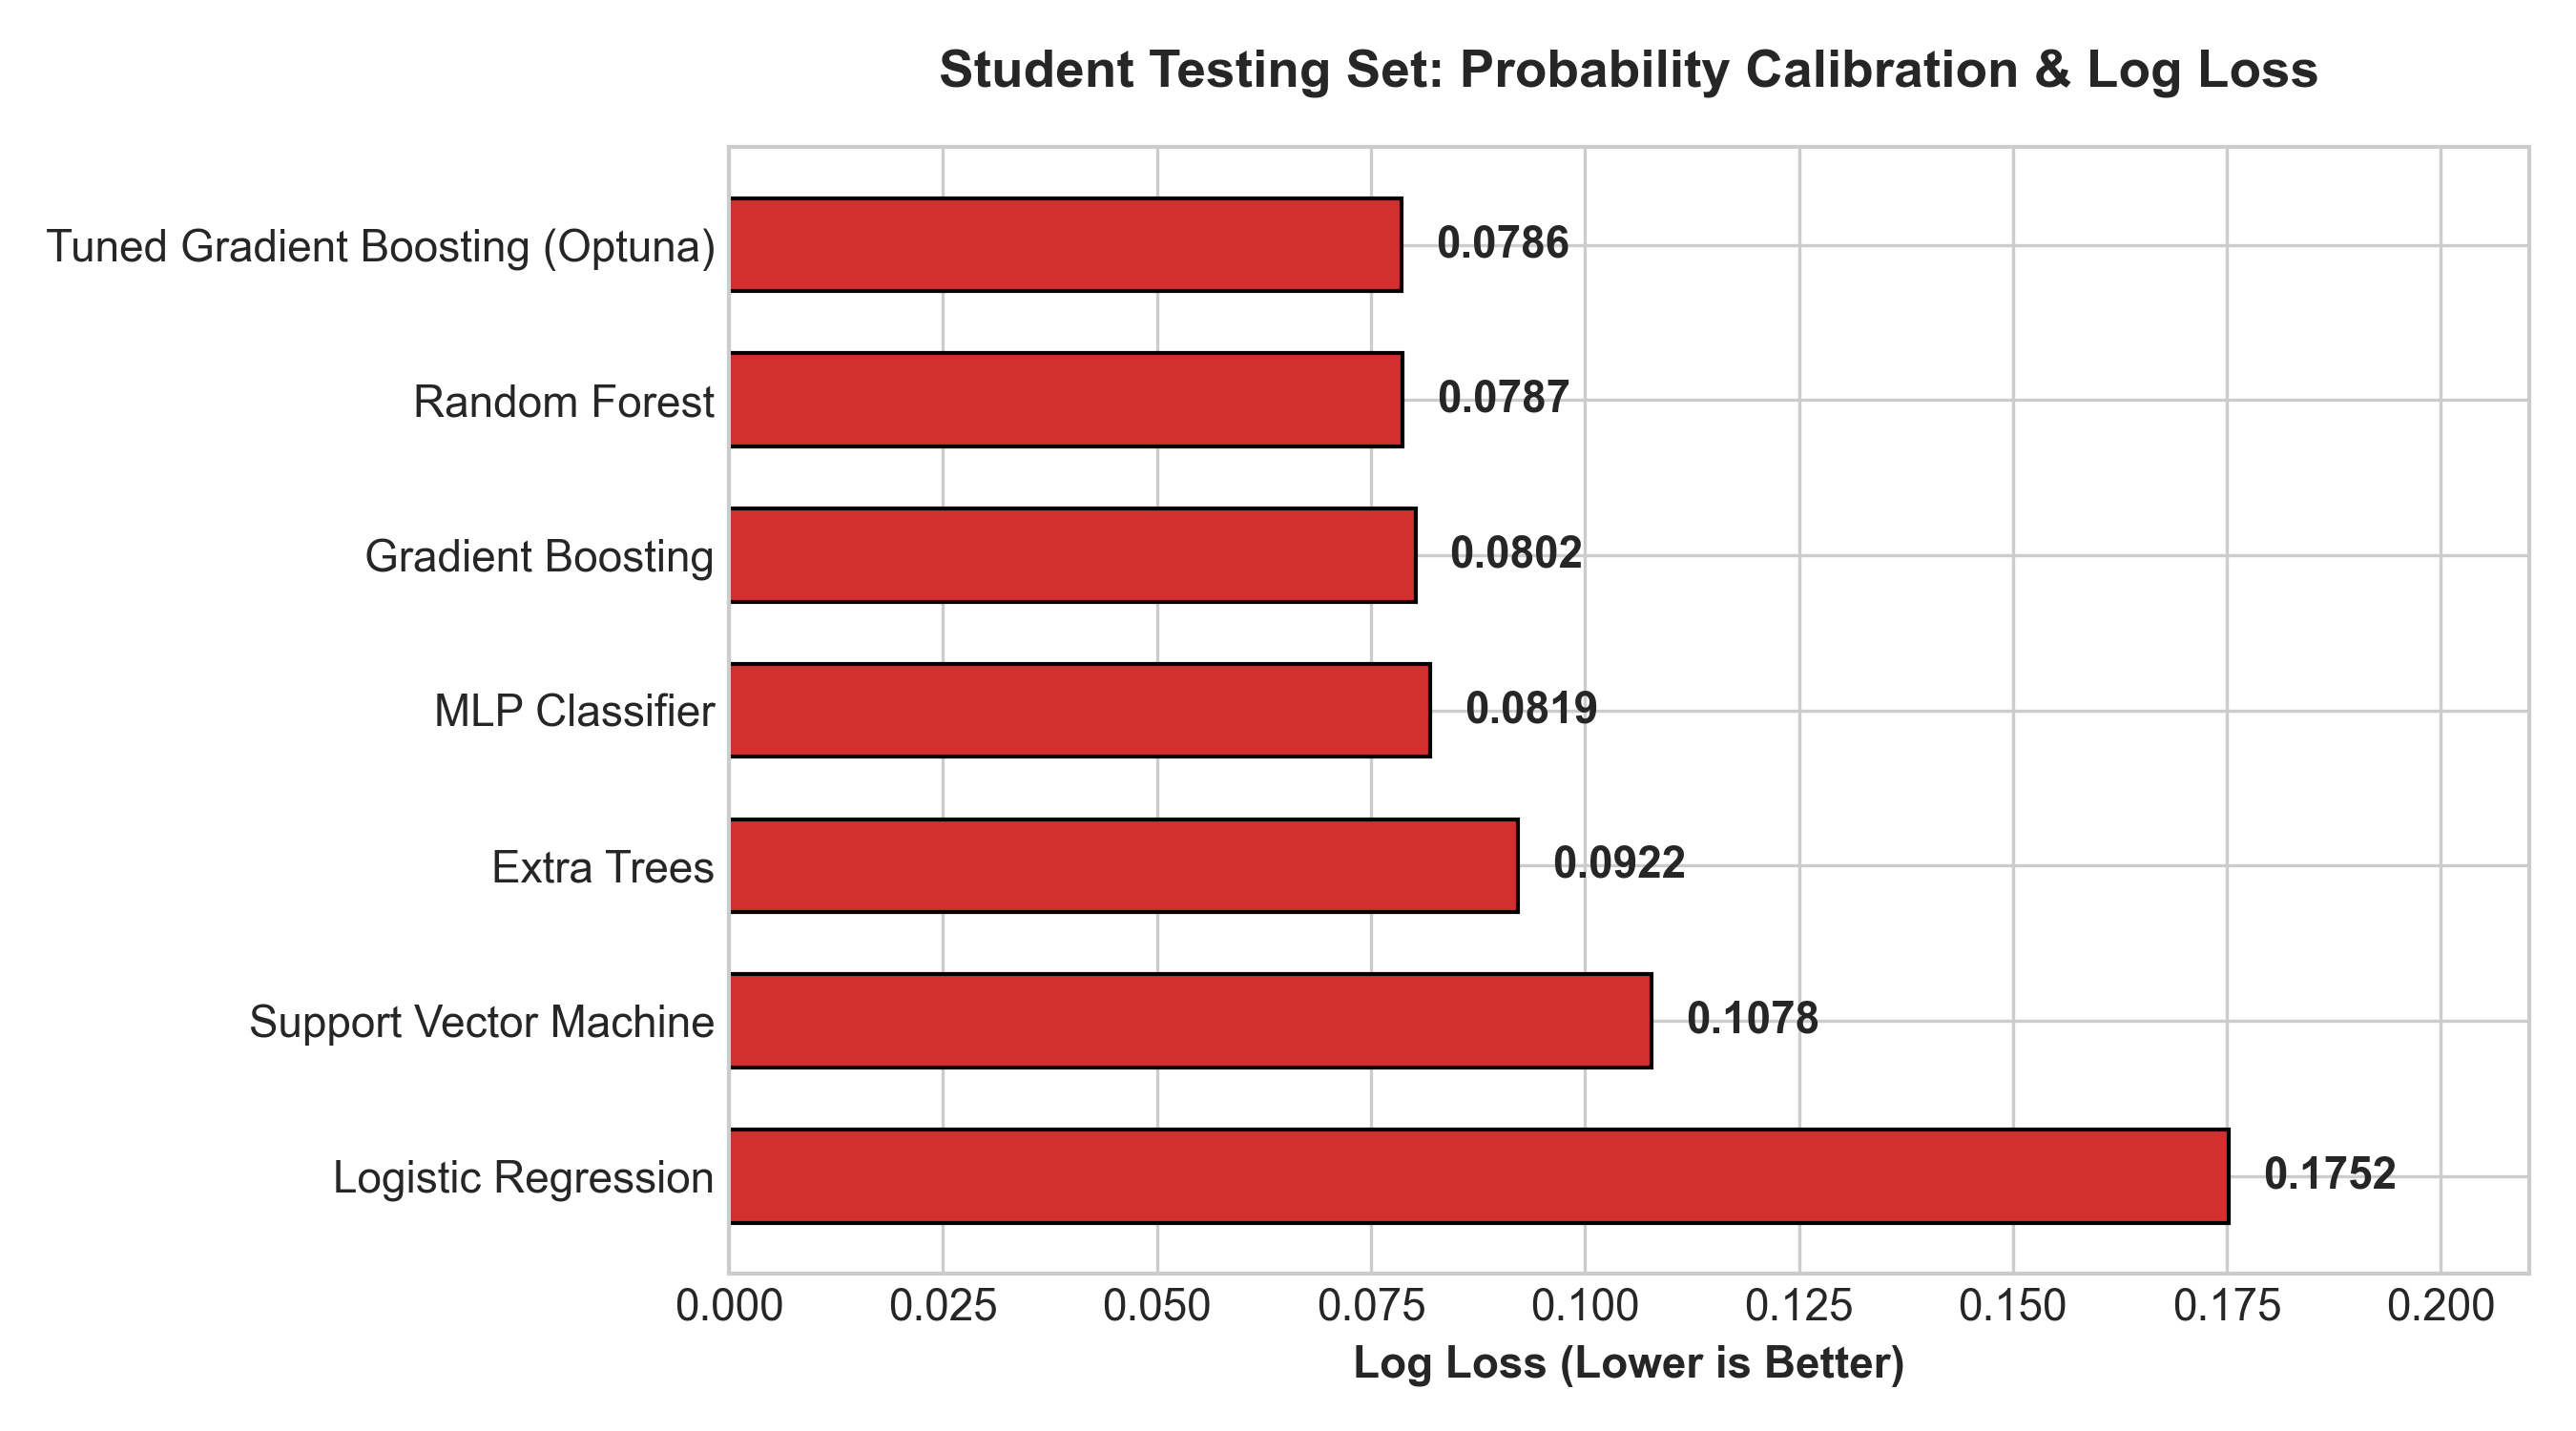 Student Testing Set: Probability Calibration & Log Loss
Tuned Gradient Boosting (Optuna) 0.0786
Random Forest 0.0787
Gradient Boosting 0.0802
MLP Classifier 0.0819
Extra Trees 0.0922
Support Vector Machine 0.1078
Logistic Regression 0.1752
0.000 0.025 0.050 0.075 0.100 0.125 0.150 0.175 0.200
Log Loss (Lower is Better)